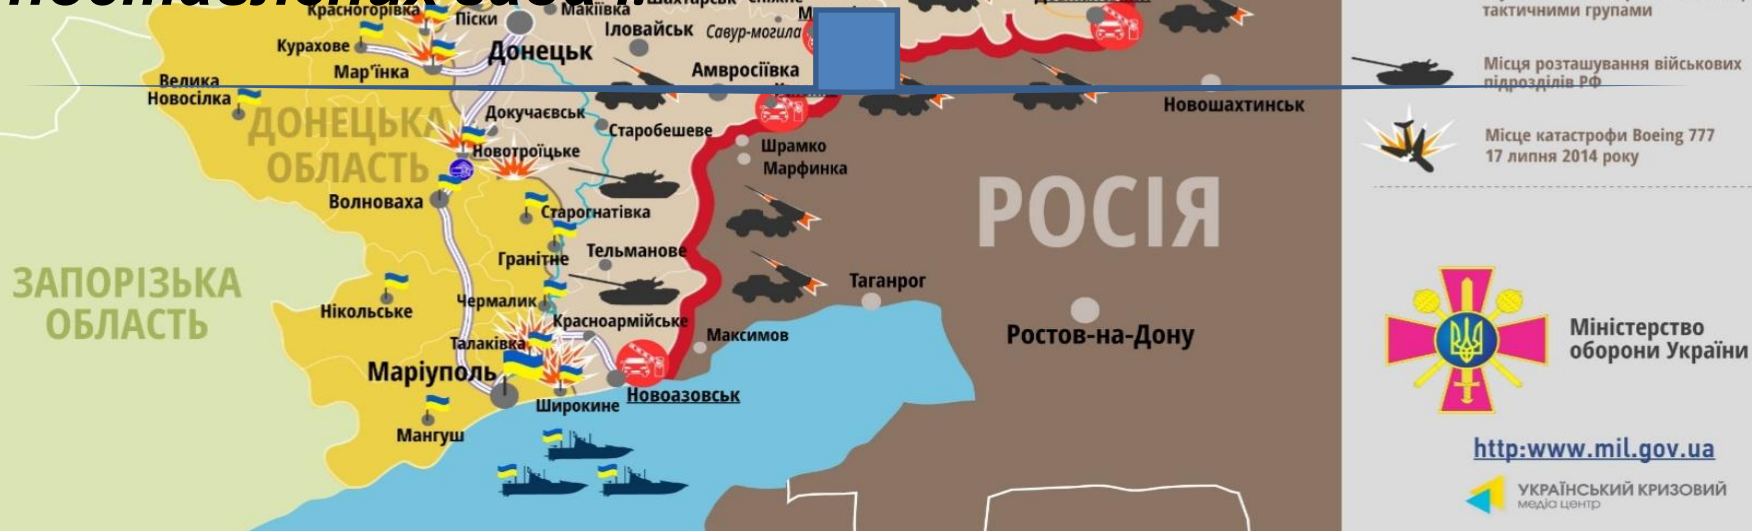 поставлених задач.
тактичними групами
Красногорівка
Піски
Макіївка
Курахове
Іловайськ
Савур-могила
Донецьк
Місця розташування військових
підрозділів РФ
Мар'їнка
Амвросіївка
Велика
Новосілка
Новошахтинськ
ДОНЕЦЬКА
ОБЛАСТЬ
Докучаєвськ
Старобешеве
Місце катастрофи Boeing 777
17 липня 2014 року
Новотроїцьке
Шрамко
Марфинка
Волноваха
Старогнатівка
РОСІЯ
Гранітне
Тельманове
ЗАПОРІЗЬКА
ОБЛАСТЬ
Таганрог
Нікольське
Чермалик
Красноармійське
Талаківка
Максимов
Ростов-на-Дону
Міністерство
оборони України
Маріуполь
Широкине
Новоазовськ
Мангуш
http:www.mil.gov.ua
УКРАЇНСЬКИЙ КРИЗОВИЙ
медіа центр